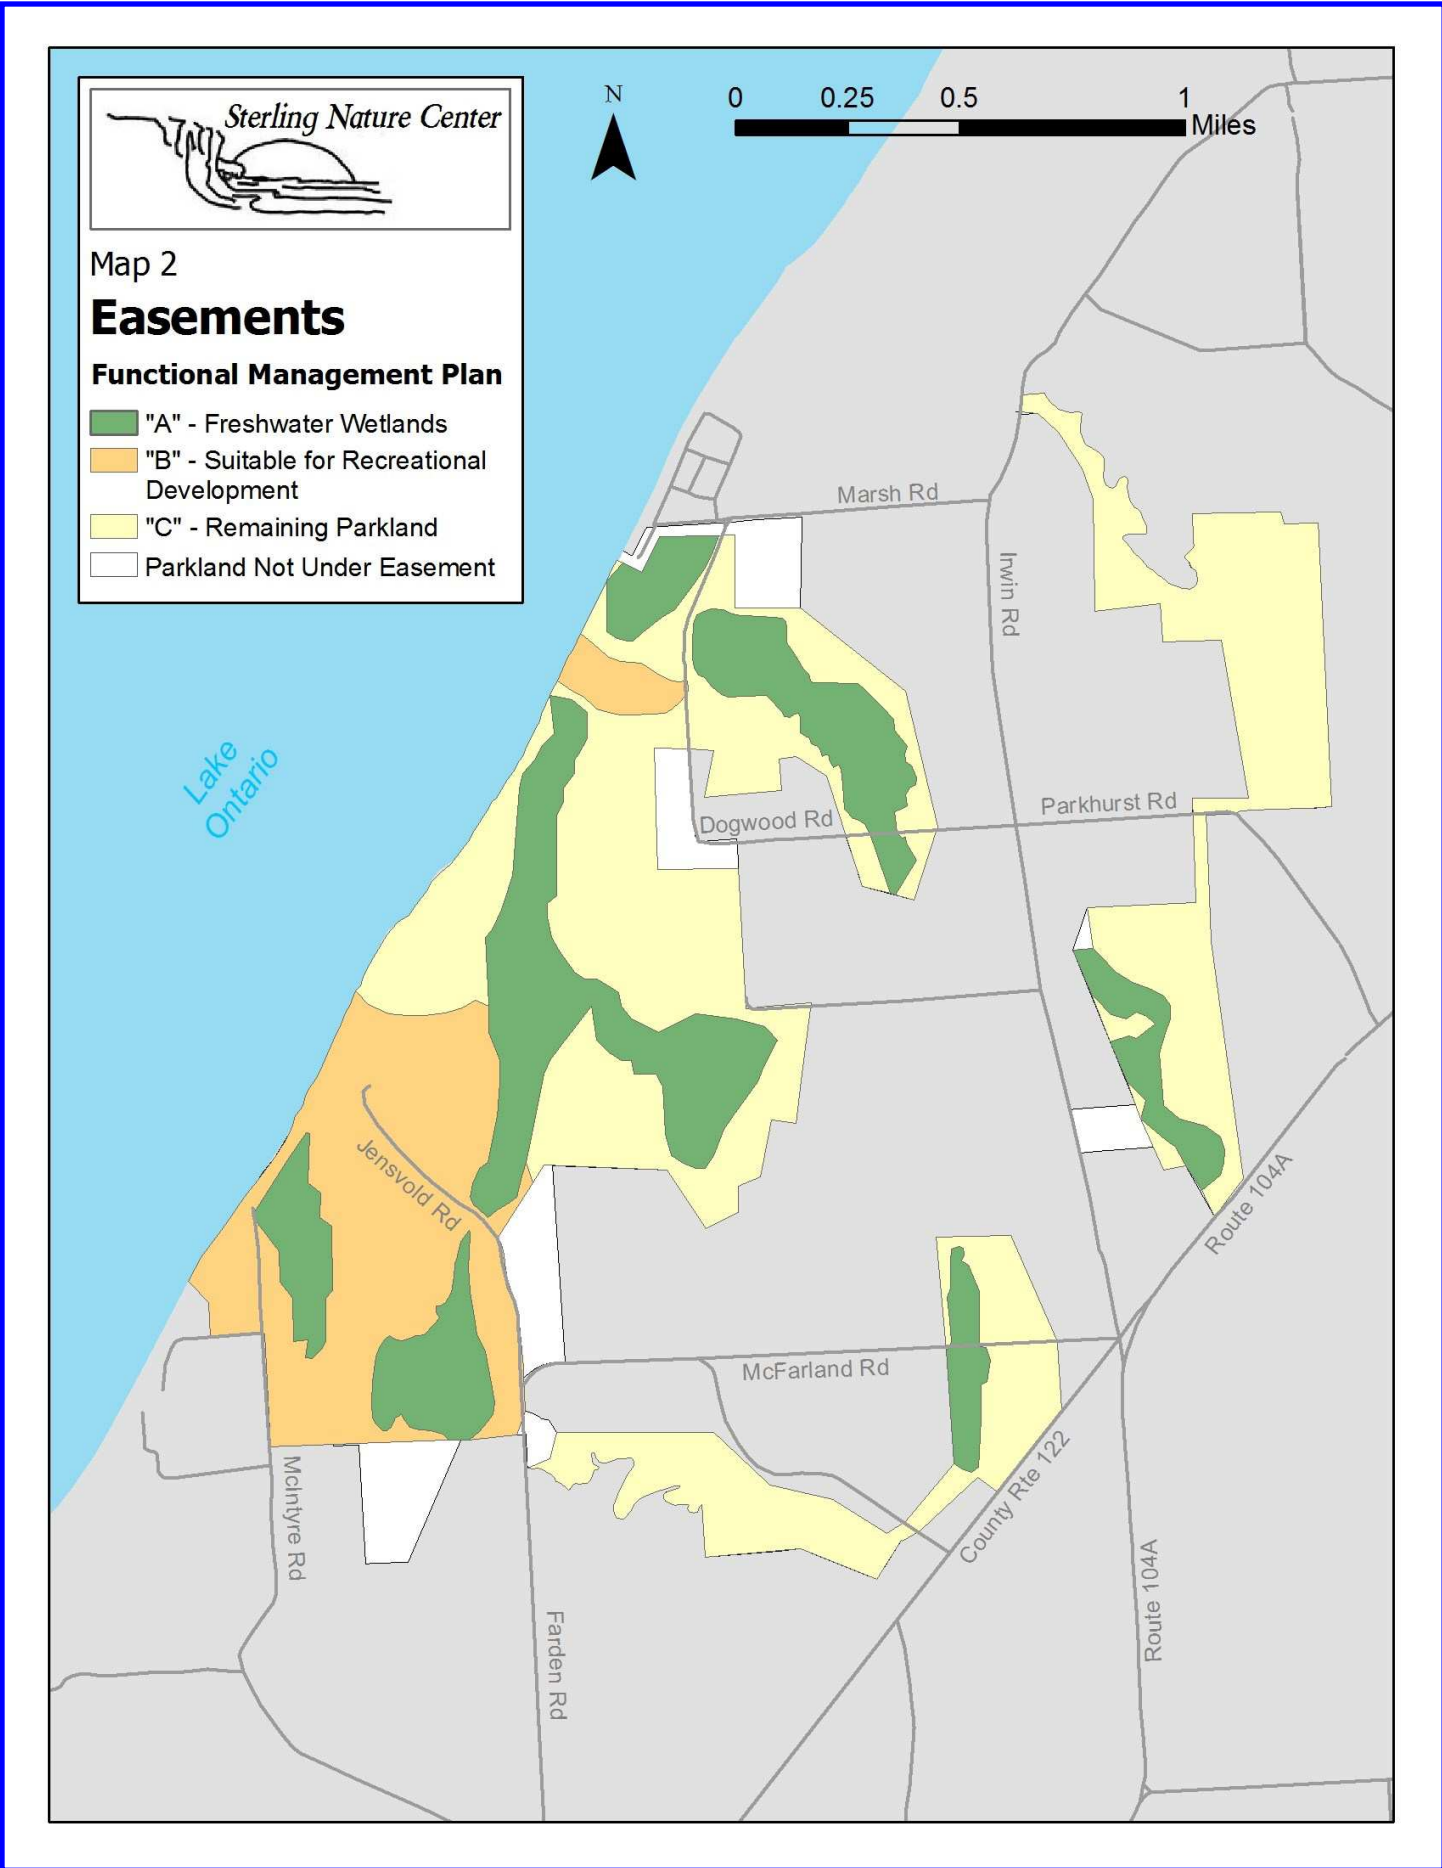 Sterling Nature Center
Map 2
Easements
Functional Management Plan
"A" - Freshwater Wetlands
"B" - Suitable for Recreational
Development
"C" - Remaining Parkland
Parkland Not Under Easement
N
0 0.25 0.5 1
Miles
Marsh Rd
Irwin Rd
Lake
Ontario
Parkhurst Rd
Dogwood Rd
Jensvold Rd
Route 104A
McFarland Rd
County Rte 122
McIntyre Rd
Route 104A
Farden Rd